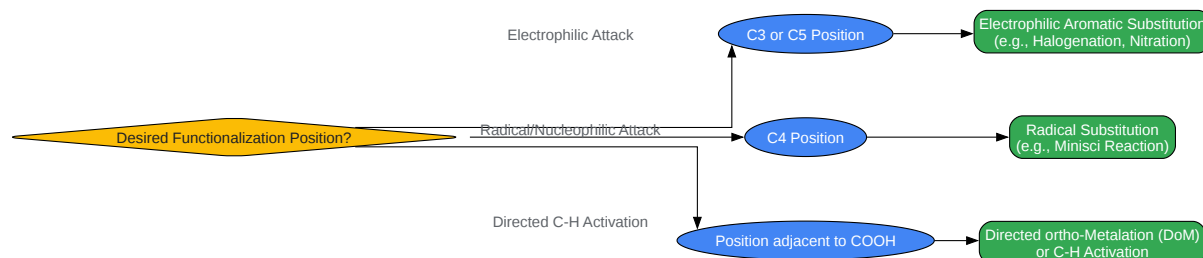 Electrophilic Attack
C3 or C5 Position
Electrophilic Aromatic Substitution
(e.g., Halogenation, Nitration)
Desired Functionalization Position?
Radical/Nucleophilic Attack
C4 Position
Radical Substitution
(e.g., Minisci Reaction)
Directed C-H Activation
Position adjacent to COOH
Directed ortho-Metalation (DoM)
or C-H Activation